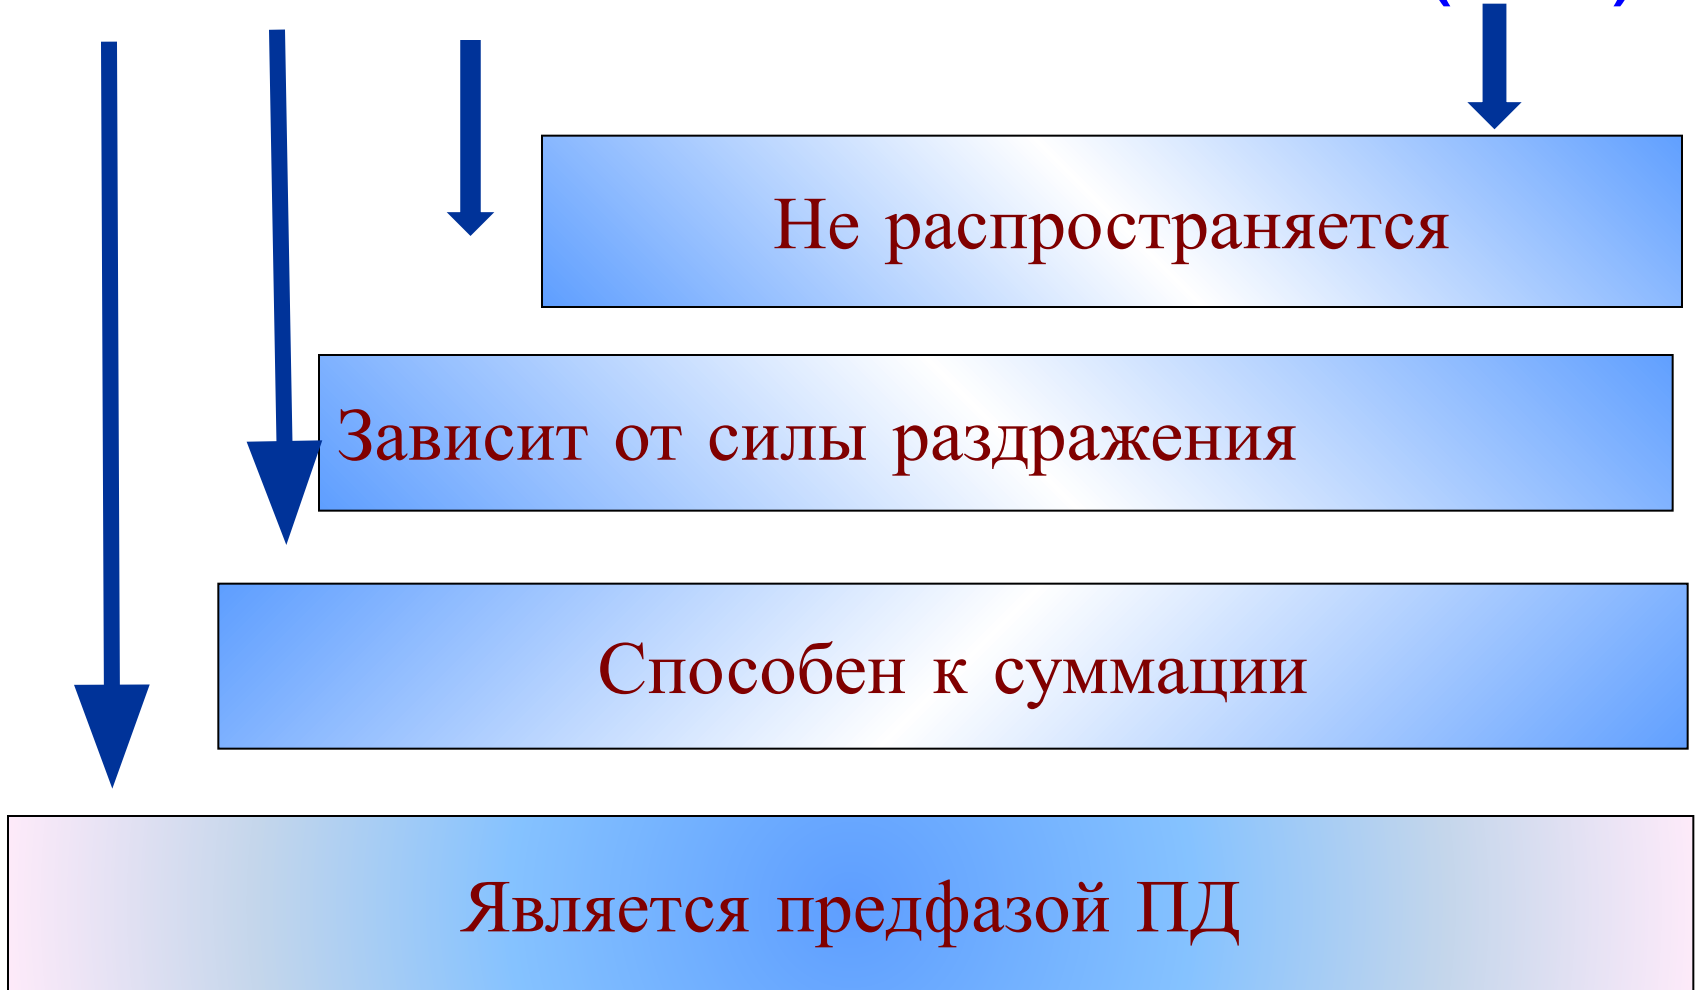 Не распространяется
Зависит от силы раздражения
Способен к суммации
Является предфазой ПД